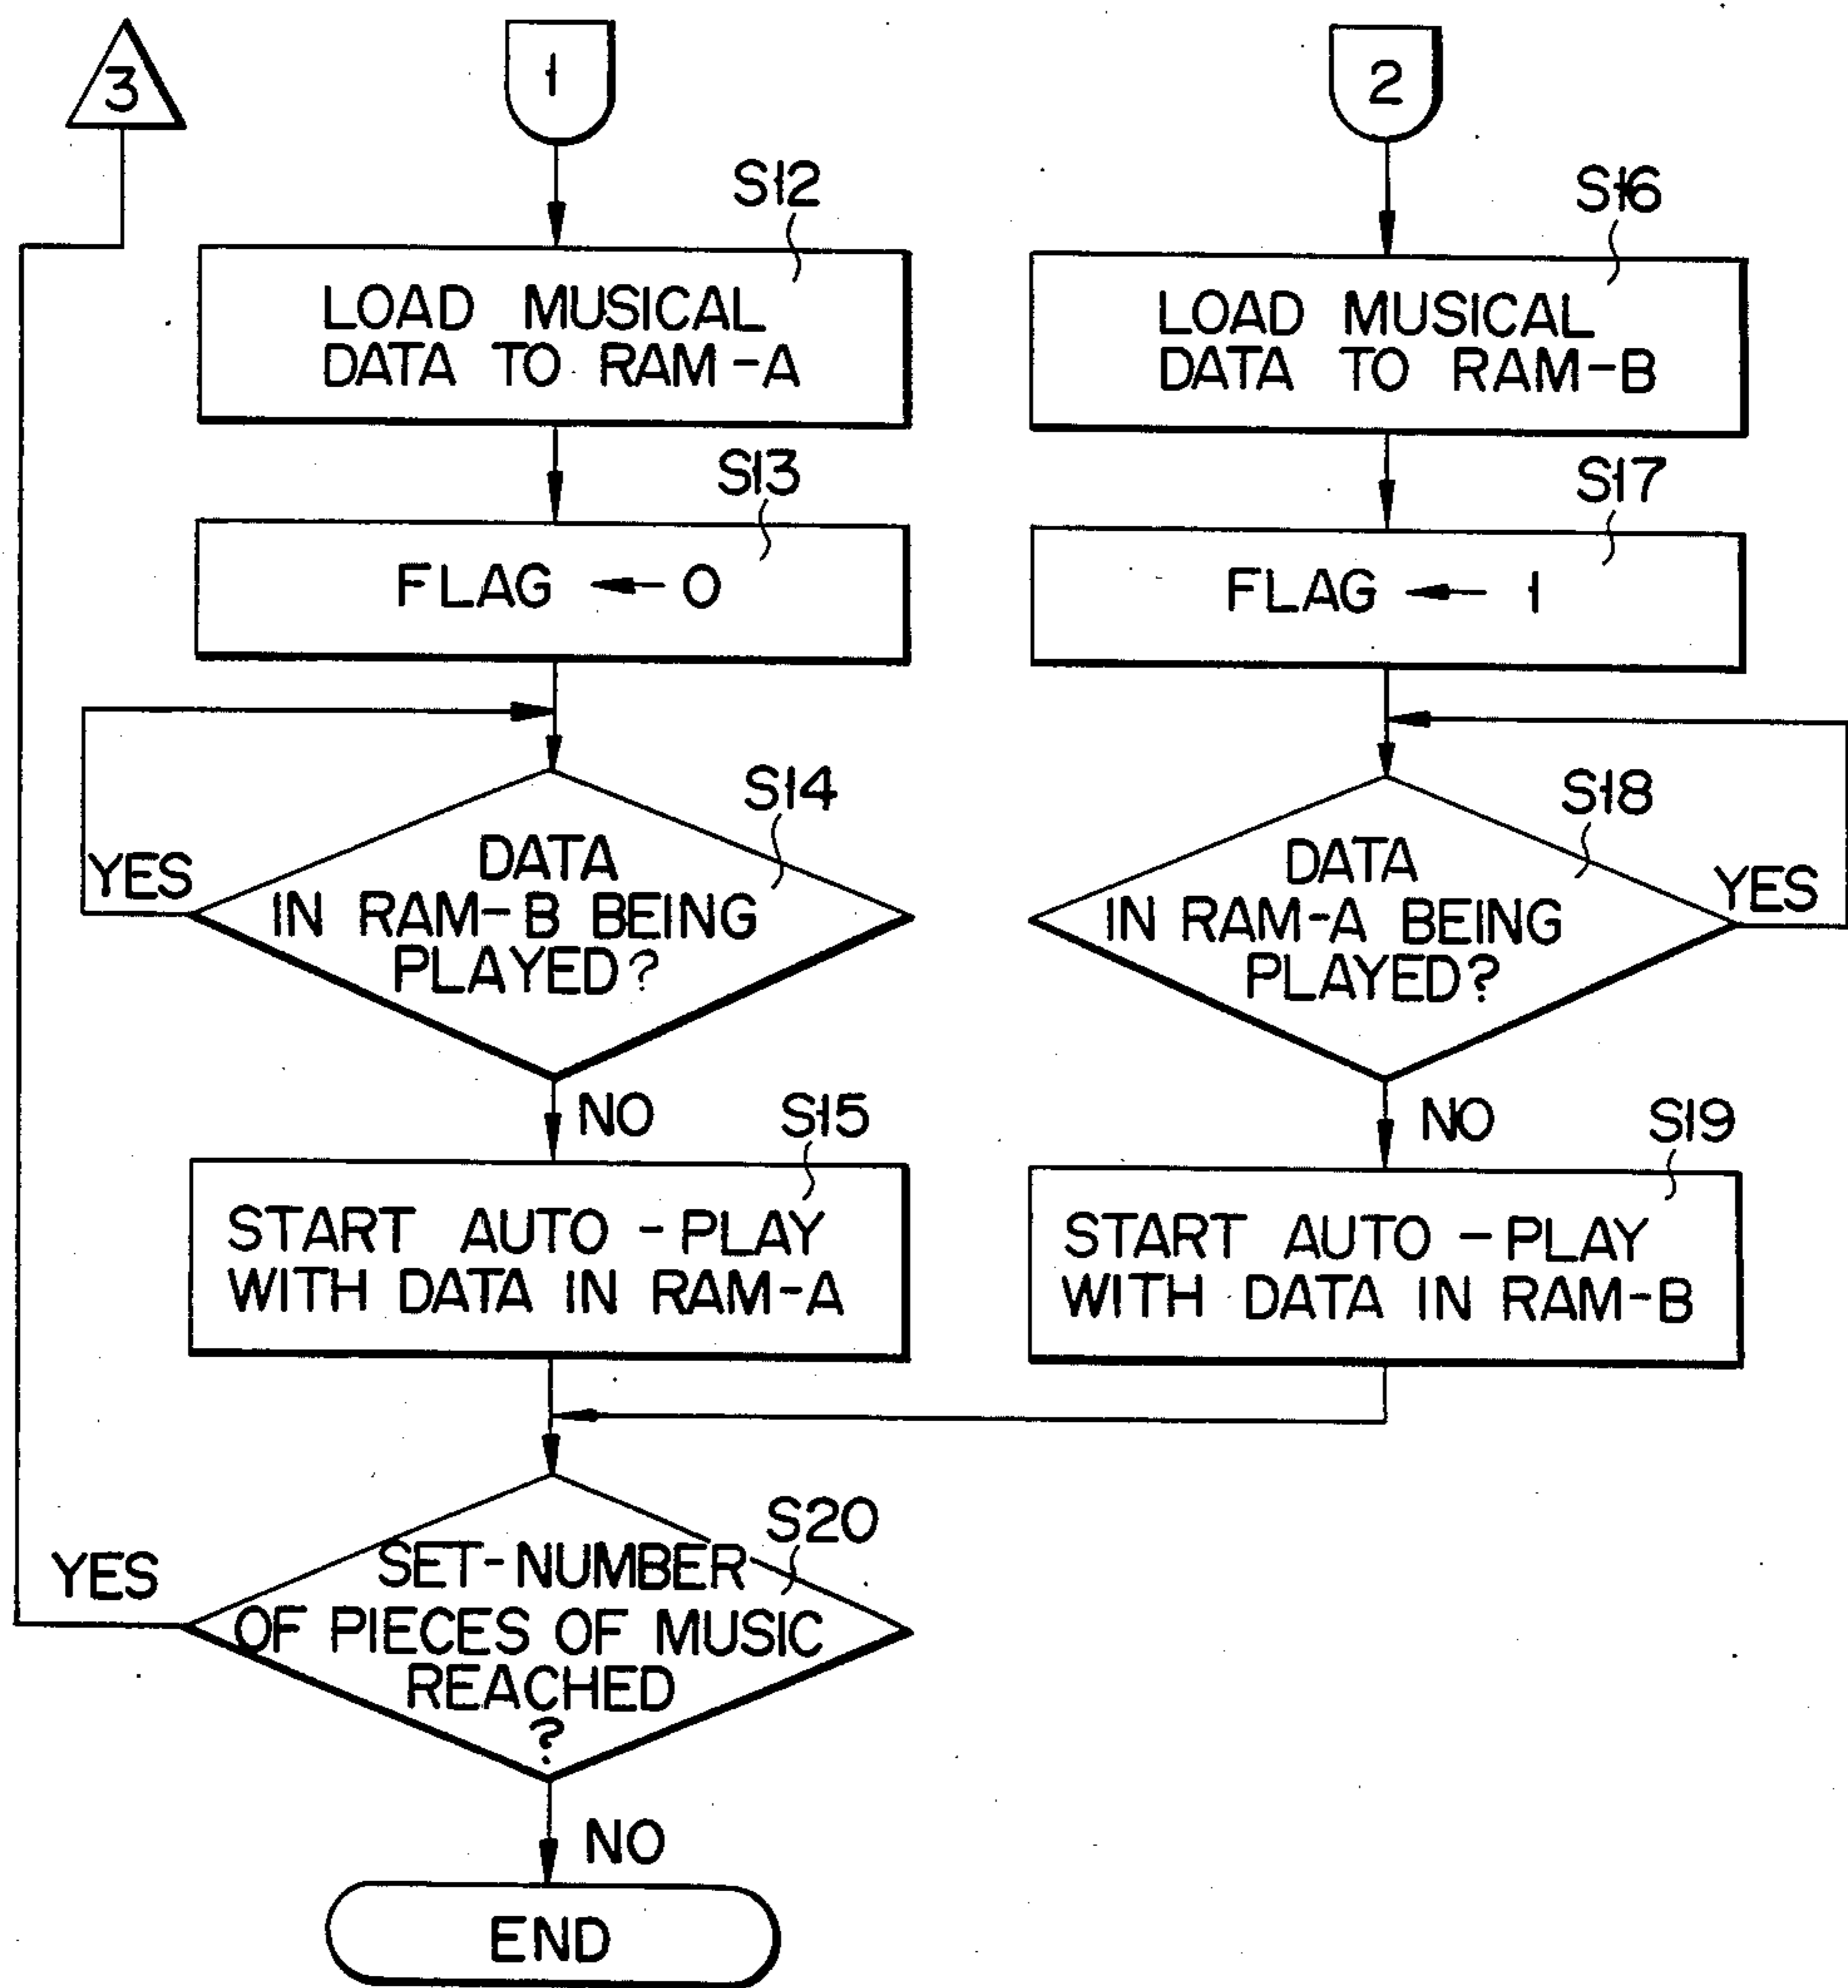 3
1
2
S12
LOAD MUSICAL
DATA TO RAM-A
S16
LOAD MUSICAL
DATA TO RAM-B
S13
FLAG ← 0
S17
FLAG ← 1
S14
YES
DATA
IN RAM-B BEING
PLAYED?
S18
DATA
IN RAM-A BEING
PLAYED?
YES
NO
S15
START AUTO-PLAY
WITH DATA IN RAM-A
NO
S19
START AUTO-PLAY
WITH DATA IN RAM-B
S20
YES
SET-NUMBER
OF PIECES OF MUSIC
REACHED
?
NO
END